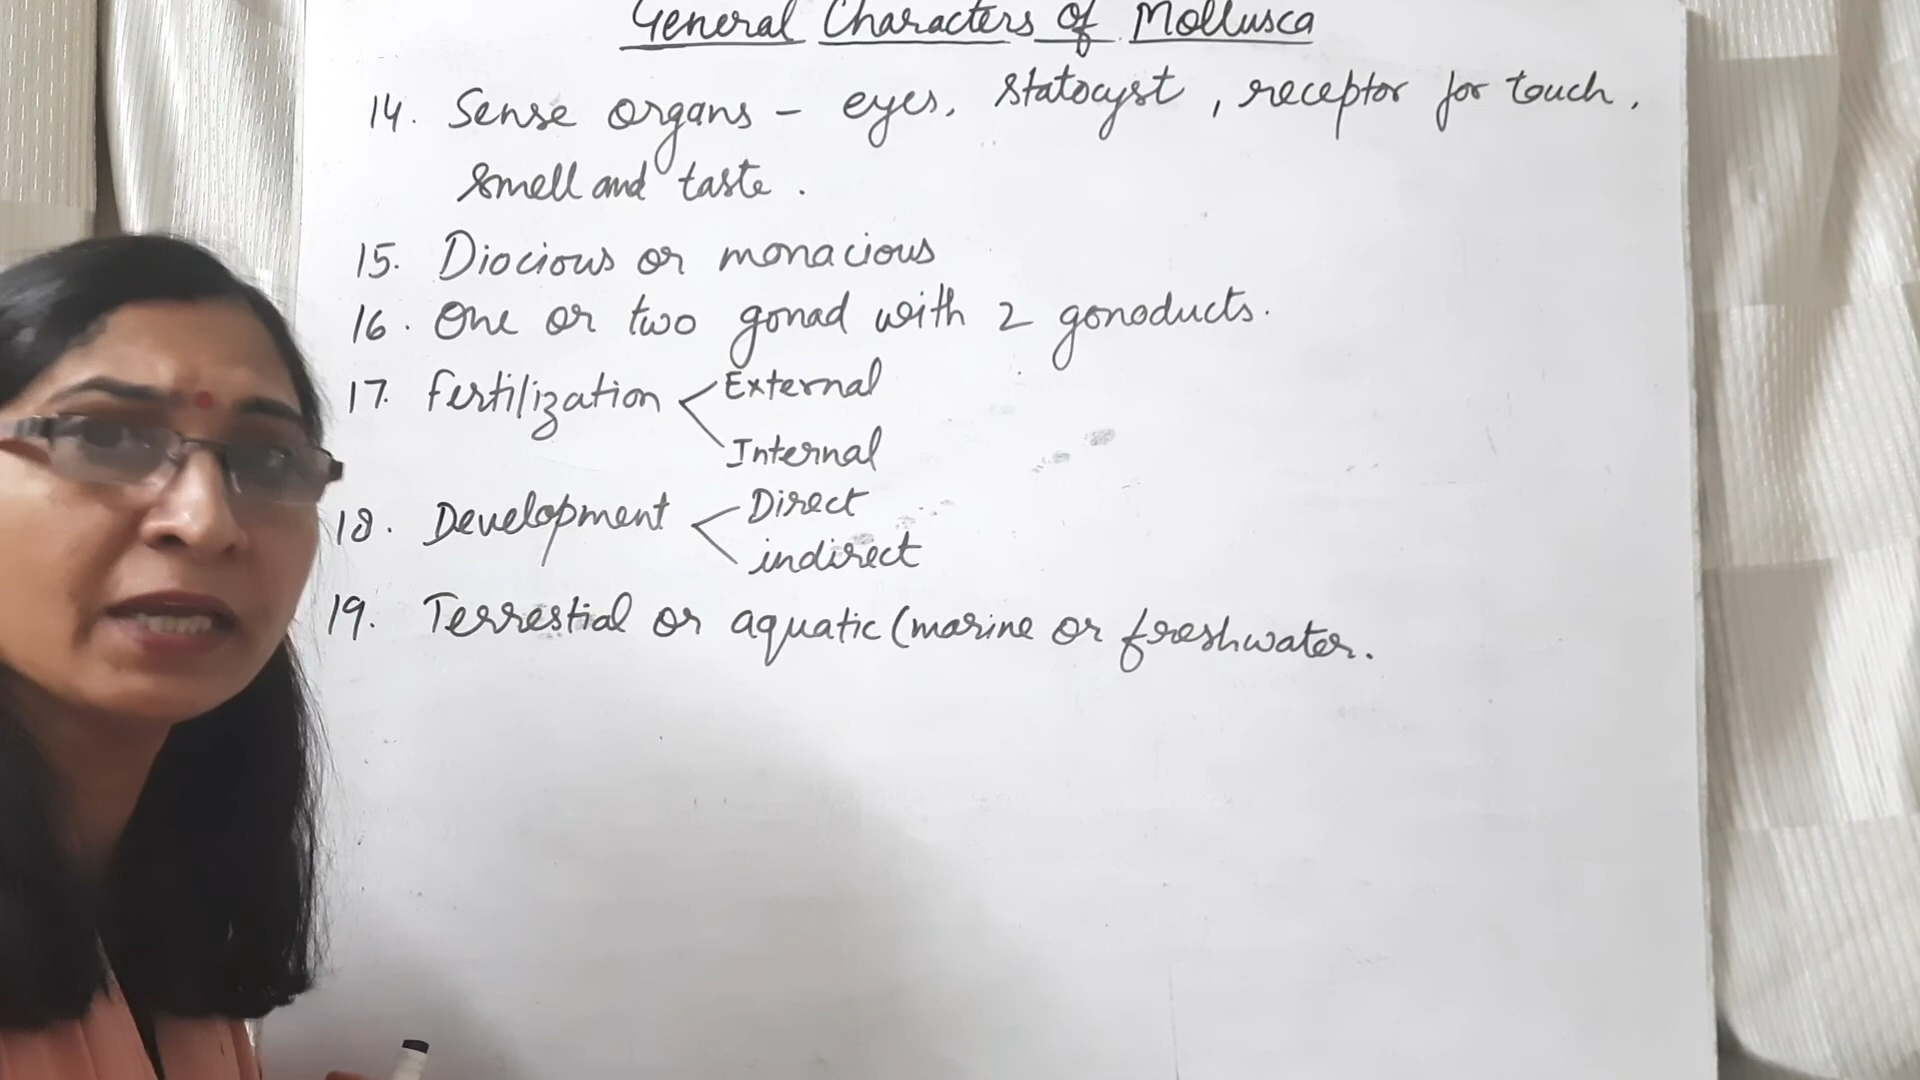 General Characters of Mollusca
14. Sense organs - eyes, statocyst, receptor for touch,
smell and taste.
15. Diocious or monacious
16. One or two gonad with 2 gonoducts.
17. Fertilization External
Internal
18. Development Direct
indirect
19. Terrestial or aquatic (marine or freshwater.